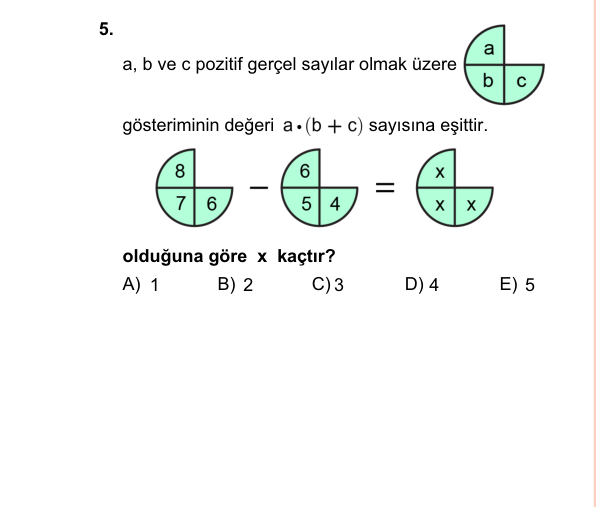 5.
a, b ve c pozitif gerçel sayılar olmak üzere
a
b c
gösteriminin değeri a • (b + c) sayısına eşittir.
8 6 x
7 6 − 5 4 = x x
olduğuna göre x kaçtır?
A) 1 B) 2 C) 3 D) 4 E) 5